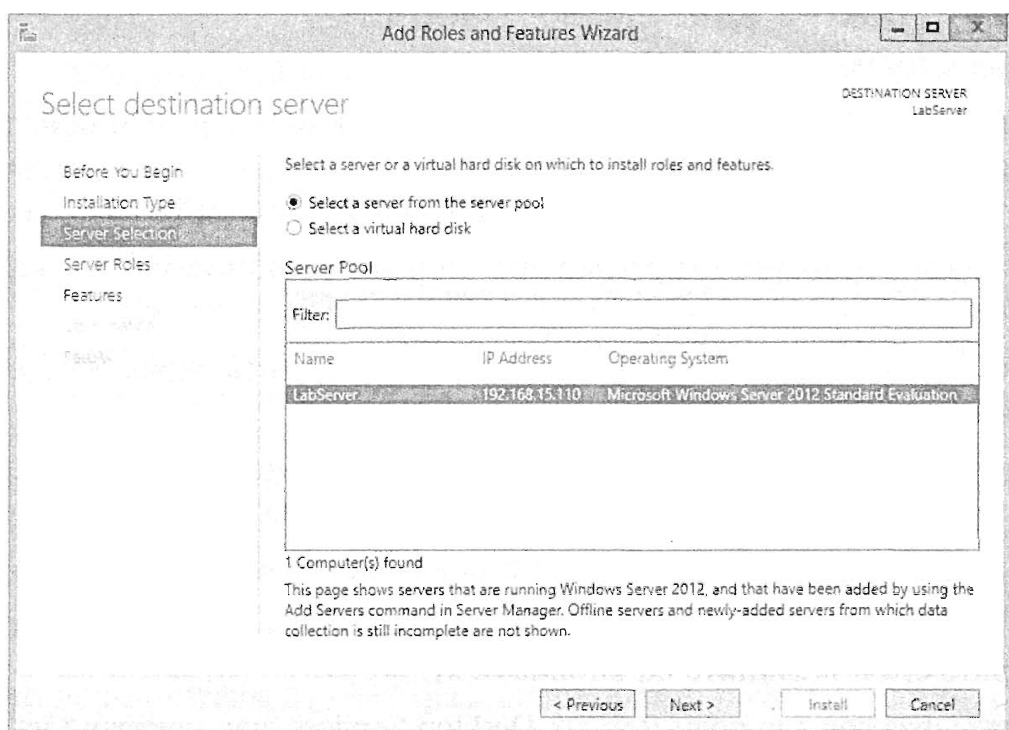 Add Roles and Features Wizard
Select destination server
DESTINATION SERVER
LabServer
Before You Begin
Installation Type
Server Selection
Server Roles
Features
Select a server or a virtual hard disk on which to install roles and features.
Select a server from the server pool
Select a virtual hard disk
Server Pool
Filter:
Name IP Address Operating System
LabServer 192.168.15.110 Microsoft Windows Server 2012 Standard Evaluation
1 Computer(s) found
This page shows servers that are running Windows Server 2012, and that have been added by using the
Add Servers command in Server Manager. Offline servers and newly-added servers from which data
collection is still incomplete are not shown.
< Previous Next > Install Cancel